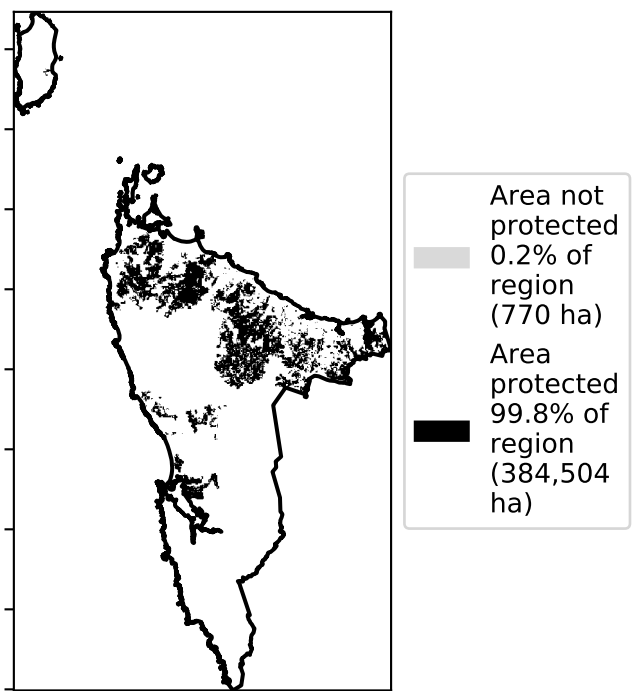 Area not
protected
0.2% of
region
(770 ha)
Area
protected
99.8% of
region
(384,504
ha)